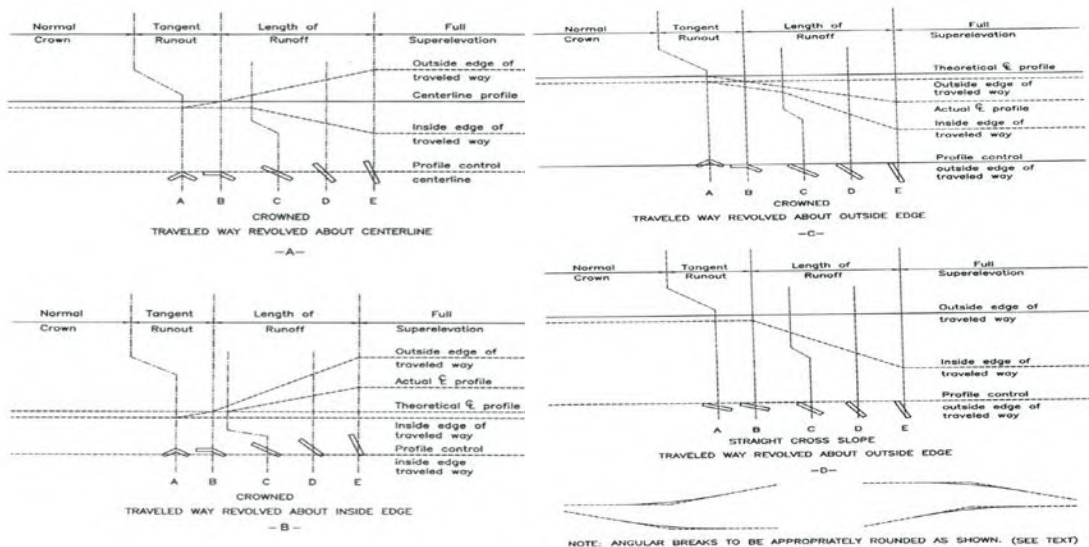 Normal Tangent Length of Full
Crown Runout Runoff Superelevation
Outside edge of
traveled way
Centerline profile
Inside edge of
traveled way
Profile control
centerline
A B C D E
CROWNED
TRAVELED WAY REVOLVED ABOUT CENTERLINE
-A-
Normal Tangent Length of Full
Crown Runout Runoff Superelevation
Outside edge of
traveled way
Actual ℄ profile
Theoretical ℄ profile
Inside edge of
traveled way
Profile control
inside edge
traveled way
A B C D E
CROWNED
TRAVELED WAY REVOLVED ABOUT INSIDE EDGE
-B-
Normal Tangent Length of Full
Crown Runout Runoff Superelevation
Theoretical ℄ profile
Outside edge of
traveled way
Actual ℄ profile
Inside edge of
traveled way
Profile control
outside edge of
traveled way
A B C D E
CROWNED
TRAVELED WAY REVOLVED ABOUT OUTSIDE EDGE
-C-
Normal Tangent Length of Full
Crown Runout Runoff Superelevation
Outside edge of
traveled way
Inside edge of
traveled way
Profile control
outside edge of
traveled way
A B C D E
STRAIGHT CROSS SLOPE
TRAVELED WAY REVOLVED ABOUT OUTSIDE EDGE
-D-
NOTE: ANGULAR BREAKS TO BE APPROPRIATELY ROUNDED AS SHOWN. (SEE TEXT)